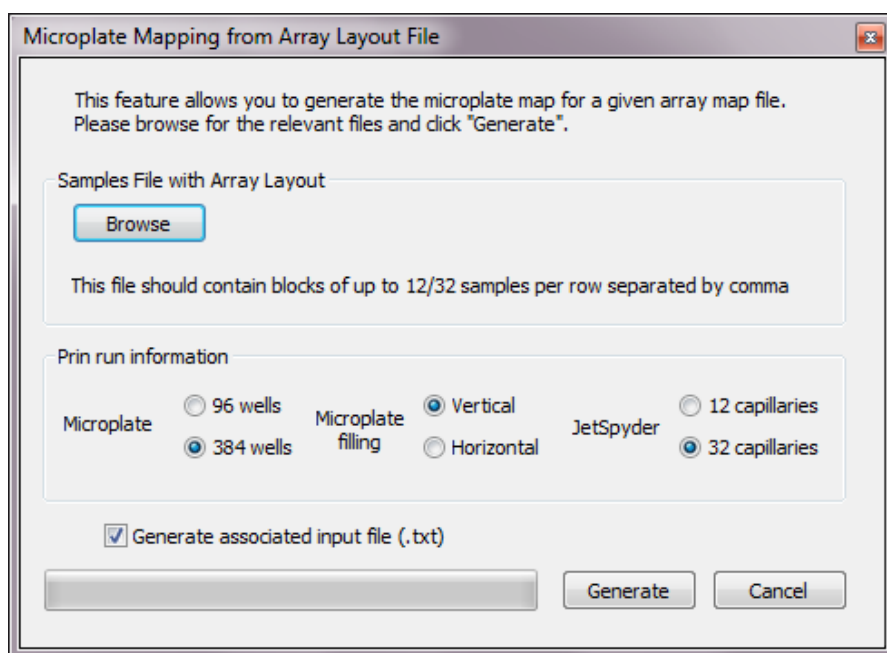 Microplate Mapping from Array Layout File
This feature allows you to generate the microplate map for a given array map file.
Please browse for the relevant files and click "Generate".
Samples File with Array Layout
Browse
This file should contain blocks of up to 12/32 samples per row separated by comma
Prin run information
Microplate
96 wells
384 wells
Microplate
filling
Vertical
Horizontal
JetSpyder
12 capillaries
32 capillaries
Generate associated input file (.txt)
Generate
Cancel